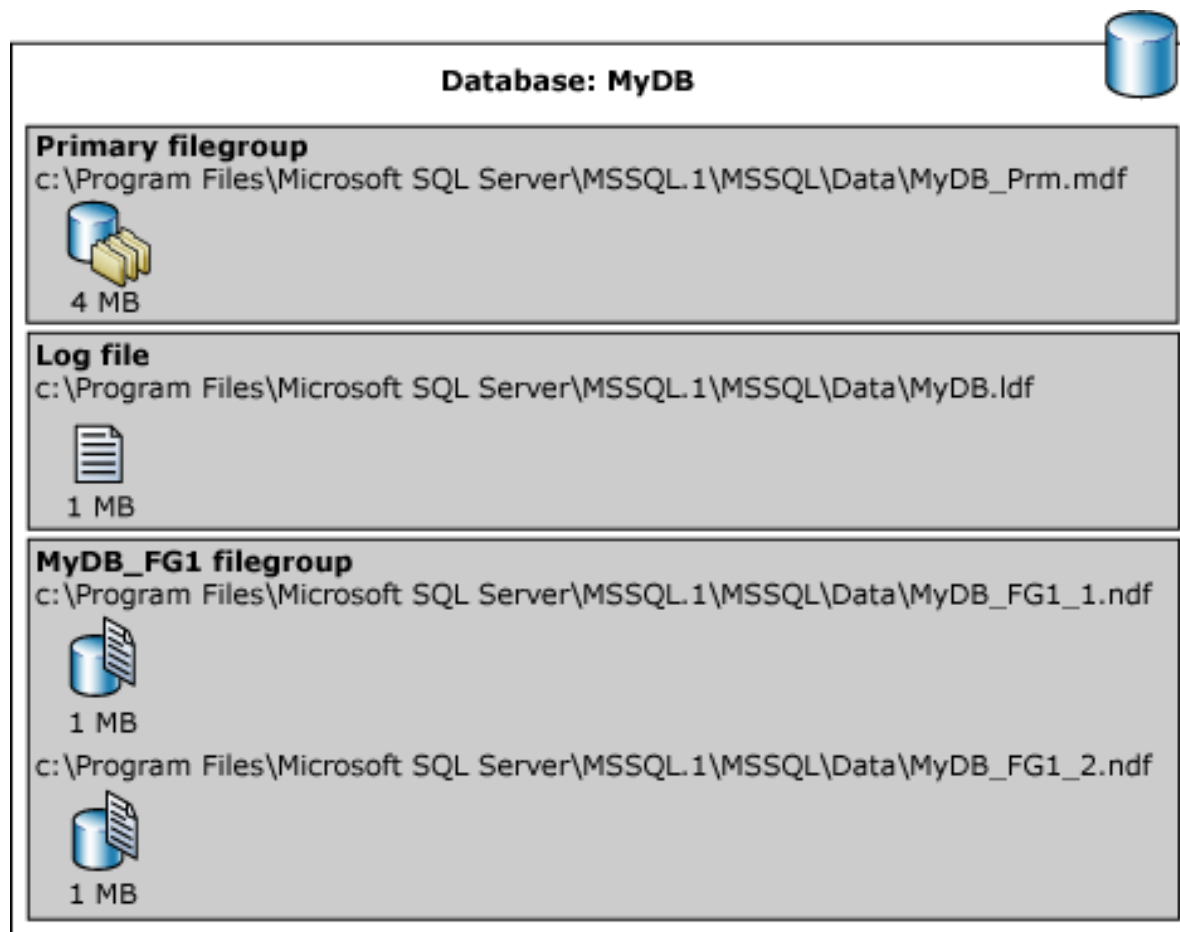 Database: MyDB
Primary filegroup
c:\Program Files\Microsoft SQL Server\MSSQL.1\MSSQL\Data\MyDB_Prm.mdf
4 MB
Log file
c:\Program Files\Microsoft SQL Server\MSSQL.1\MSSQL\Data\MyDB.ldf
1 MB
MyDB_FG1 filegroup
c:\Program Files\Microsoft SQL Server\MSSQL.1\MSSQL\Data\MyDB_FG1_1.ndf
1 MB
c:\Program Files\Microsoft SQL Server\MSSQL.1\MSSQL\Data\MyDB_FG1_2.ndf
1 MB